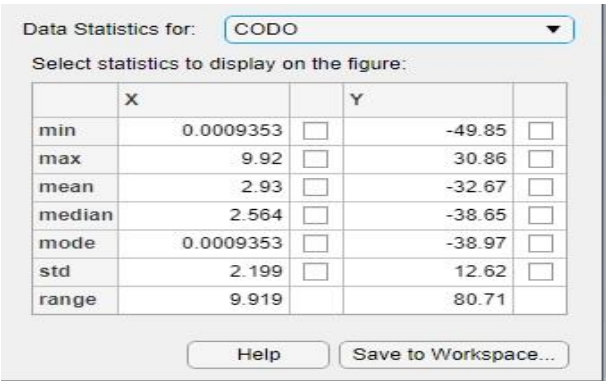 Data Statistics for: CODO
Select statistics to display on the figure:
X Y
min 0.0009353 -49.85
max 9.92 30.86
mean 2.93 -32.67
median 2.564 -38.65
mode 0.0009353 -38.97
std 2.199 12.62
range 9.919 80.71
Help Save to Workspace...